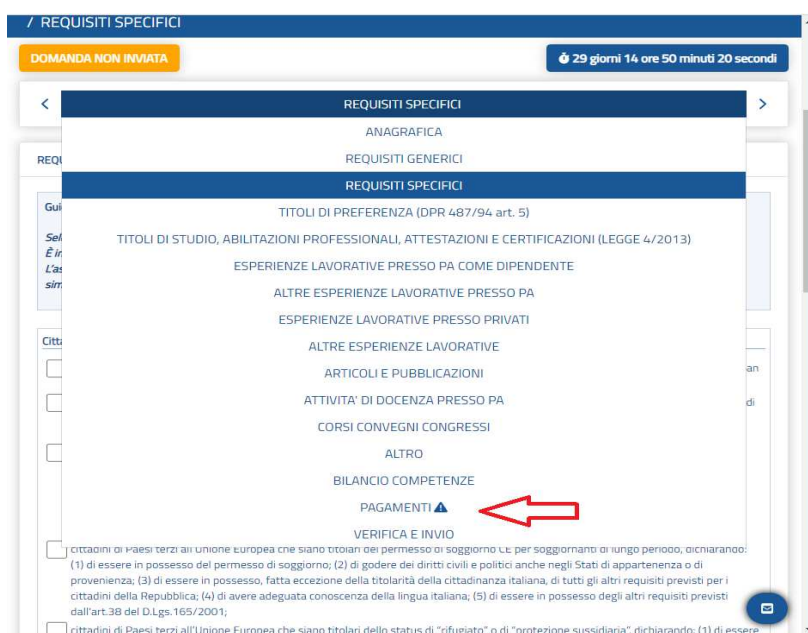 / REQUISITI SPECIFICI
DOMANDA NON INVIATA
29 giorni 14 ore 50 minuti 20 secondi
REQUISITI SPECIFICI
ANAGRAFICA
REQUISITI GENERICI
REQUISITI SPECIFICI
TITOLI DI PREFERENZA (DPR 487/94 art. 5)
TITOLI DI STUDIO, ABILITAZIONI PROFESSIONALI, ATTESTAZIONI E CERTIFICAZIONI (LEGGE 4/2013)
ESPERIENZE LAVORATIVE PRESSO PA COME DIPENDENTE
ALTRE ESPERIENZE LAVORATIVE PRESSO PA
ESPERIENZE LAVORATIVE PRESSO PRIVATI
ALTRE ESPERIENZE LAVORATIVE
ARTICOLI E PUBBLICAZIONI
ATTIVITA' DI DOCENZA PRESSO PA
CORSI CONVEGNI CONGRESSI
ALTRO
BILANCIO COMPETENZE
PAGAMENTI
VERIFICA E INVIO
cittadini di Paesi terzi all'Unione Europea che siano titolari del permesso di soggiorno CE per soggiornanti di lungo periodo, dichiarando:
(1) di essere in possesso del permesso di soggiorno; (2) di godere dei diritti civili e politici anche negli Stati di appartenenza o di
provenienza; (3) di essere in possesso, fatta eccezione della titolarità della cittadinanza italiana, di tutti gli altri requisiti previsti per i
cittadini della Repubblica; (4) di avere adeguata conoscenza della lingua italiana; (5) di essere in possesso degli altri requisiti previsti
dall'art.38 del D.Lgs.165/2001;
cittadini di Paesi terzi all'Unione Europea che siano titolari dello status di "rifugiato" o di "protezione sussidiaria", dichiarando: (1) di essere